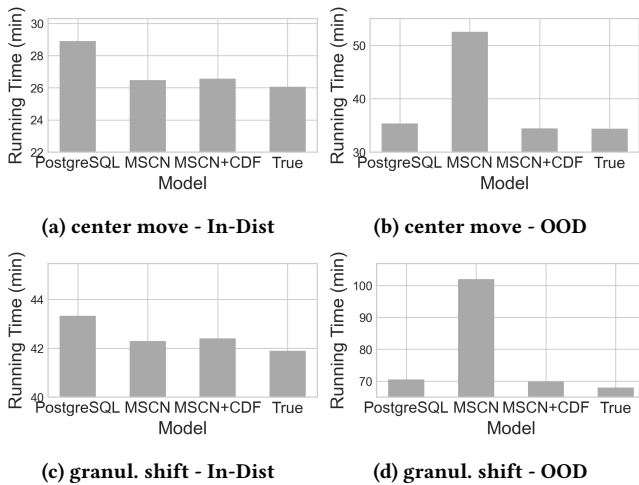 Running Time (min)
30
28
26
24
22
PostgreSQL MSCN MSCN+CDF True
Model
(a) center move - In-Dist
Running Time (min)
50
40
30
PostgreSQL MSCN MSCN+CDF True
Model
(b) center move - OOD
Running Time (min)
44
42
40
PostgreSQL MSCN MSCN+CDF True
Model
(c) granul. shift - In-Dist
Running Time (min)
100
90
80
70
PostgreSQL MSCN MSCN+CDF True
Model
(d) granul. shift - OOD